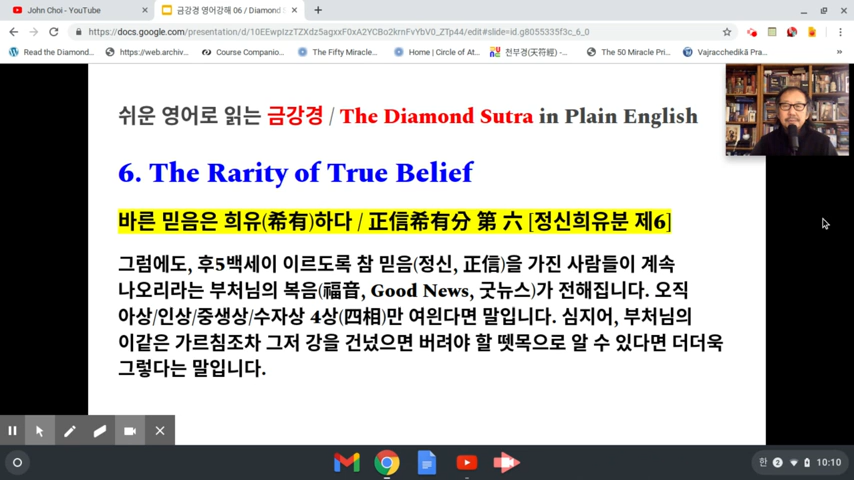 John Choi - YouTube
금강경 영어강해 06 / Diamond S
https://docs.google.com/presentation/d/10EEwpIzzTZXdz5agxxF0xA2YCBo2krnFvYbV0_ZTp44/edit#slide=id.g8055335f3c_6_0
Read the Diamond...
https://web.archiv...
Course Companio...
The Fifty Miracle...
Home | Circle of At...
천부경(天符經) -...
The 50 Miracle Pri...
Vajracchedikā Pra...
»
쉬운 영어로 읽는 금강경 / The Diamond Sutra in Plain English
6. The Rarity of True Belief
바른 믿음은 희유(希有)하다 / 正信希有分 第 六 [정신희유분 제6]
그럼에도, 후5백세이 이르도록 참 믿음(정신, 正信)을 가진 사람들이 계속
나오리라는 부처님의 복음(福音, Good News, 굿뉴스)가 전해집니다. 오직
아상/인상/중생상/수자상 4상(四相)만 여읜다면 말입니다. 심지어, 부처님의
이같은 가르침조차 그저 강을 건넜으면 버려야 할 뗏목으로 알 수 있다면 더더욱
그렇다는 말입니다.
한 2 10:10